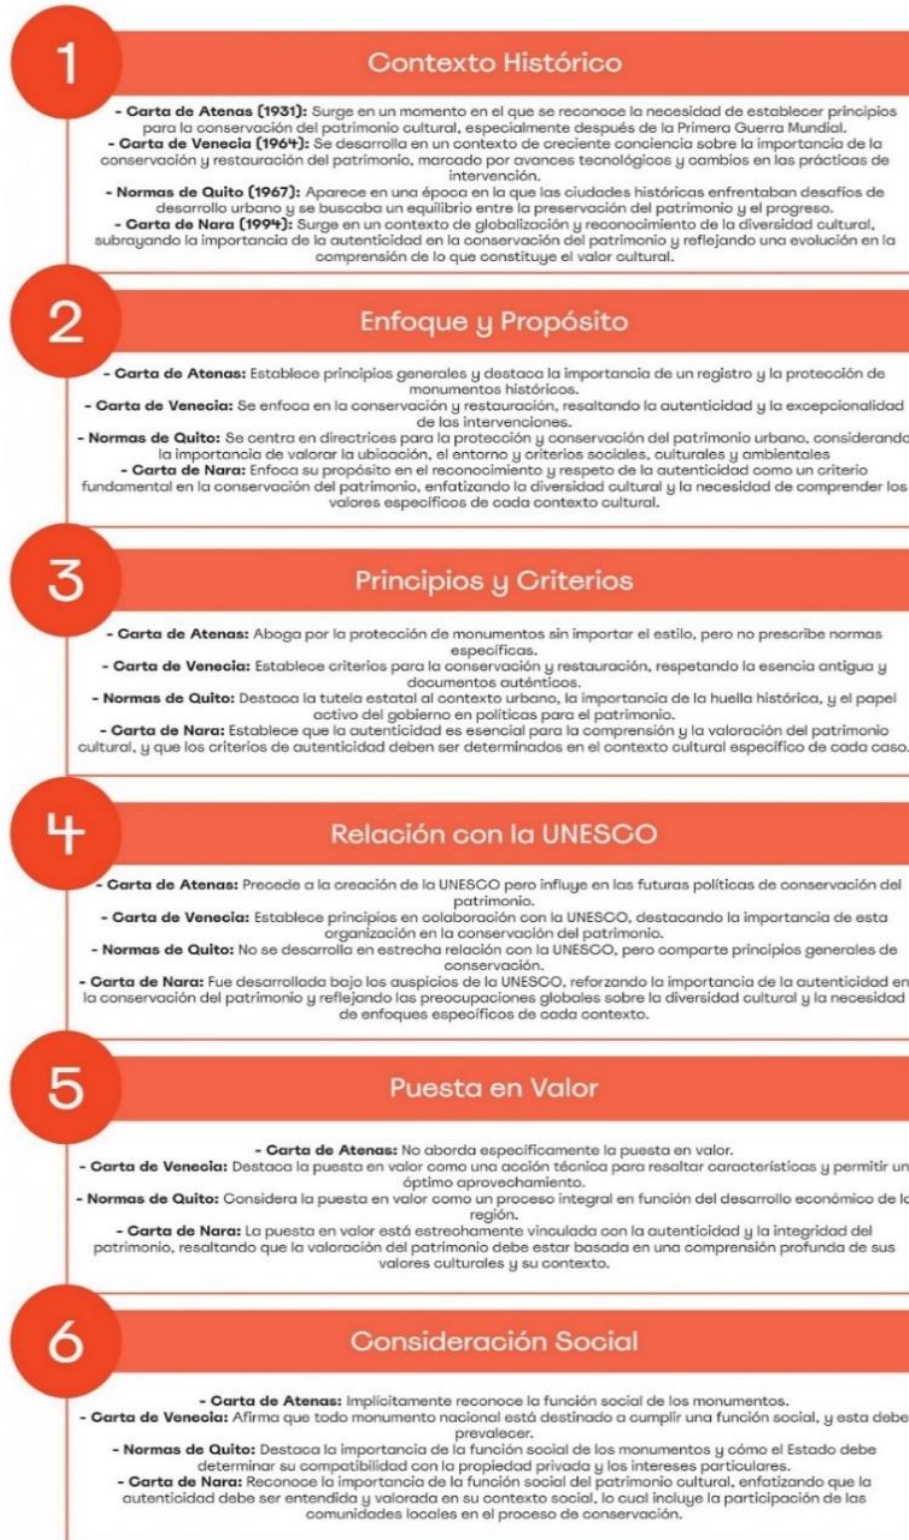 1
Contexto Histórico
- Carta de Atenas (1931): Surge en un momento en el que se reconoce la necesidad de establecer principios
para la conservación del patrimonio cultural, especialmente después de la Primera Guerra Mundial.
- Carta de Venecia (1964): Se desarrolla en un contexto de creciente conciencia sobre la importancia de la
conservación y restauración del patrimonio, marcado por avances tecnológicos y cambios en las prácticas de
intervención.
- Normas de Quito (1967): Aparece en una época en la que las ciudades históricas enfrentaban desafíos de
desarrollo urbano y se buscaba un equilibrio entre la preservación del patrimonio y el progreso.
- Carta de Nara (1994): Surge en un contexto de globalización y reconocimiento de la diversidad cultural,
subrayando la importancia de la autenticidad en la conservación del patrimonio y reflejando una evolución en la
comprensión de lo que constituye el valor cultural.
2
Enfoque y Propósito
- Carta de Atenas: Establece principios generales y destaca la importancia de un registro y la protección de
monumentos históricos.
- Carta de Venecia: Se enfoca en la conservación y restauración, resaltando la autenticidad y la excepcionalidad
de las intervenciones.
- Normas de Quito: Se centra en directrices para la protección y conservación del patrimonio urbano, considerando
la importancia de valorar la ubicación, el entorno y criterios sociales, culturales y ambientales
- Carta de Nara: Enfoca su propósito en el reconocimiento y respeto de la autenticidad como un criterio
fundamental en la conservación del patrimonio, enfatizando la diversidad cultural y la necesidad de comprender los
valores específicos de cada contexto cultural.
3
Principios y Criterios
- Carta de Atenas: Aboga por la protección de monumentos sin importar el estilo, pero no prescribe normas
específicas.
- Carta de Venecia: Establece criterios para la conservación y restauración, respetando la esencia antigua y
documentos auténticos.
- Normas de Quito: Destaca la tutela estatal al contexto urbano, la importancia de la huella histórica, y el papel
activo del gobierno en políticas para el patrimonio.
- Carta de Nara: Establece que la autenticidad es esencial para la comprensión y la valoración del patrimonio
cultural, y que los criterios de autenticidad deben ser determinados en el contexto cultural específico de cada caso.
4
Relación con la UNESCO
- Carta de Atenas: Precede a la creación de la UNESCO pero influye en las futuras políticas de conservación del
patrimonio.
- Carta de Venecia: Establece principios en colaboración con la UNESCO, destacando la importancia de esta
organización en la conservación del patrimonio.
- Normas de Quito: No se desarrolla en estrecha relación con la UNESCO, pero comparte principios generales de
conservación.
- Carta de Nara: Fue desarrollada bajo los auspicios de la UNESCO, reforzando la importancia de la autenticidad en
la conservación del patrimonio y reflejando las preocupaciones globales sobre la diversidad cultural y la necesidad
de enfoques específicos de cada contexto.
5
Puesta en Valor
- Carta de Atenas: No aborda específicamente la puesta en valor.
- Carta de Venecia: Destaca la puesta en valor como una acción técnica para resaltar características y permitir un
óptimo aprovechamiento.
- Normas de Quito: Considera la puesta en valor como un proceso integral en función del desarrollo económico de la
región.
- Carta de Nara: La puesta en valor está estrechamente vinculada con la autenticidad y la integridad del
patrimonio, resaltando que la valoración del patrimonio debe estar basada en una comprensión profunda de sus
valores culturales y su contexto.
6
Consideración Social
- Carta de Atenas: Implícitamente reconoce la función social de los monumentos.
- Carta de Venecia: Afirma que todo monumento nacional está destinado a cumplir una función social, y esta debe
prevalecer.
- Normas de Quito: Destaca la importancia de la función social de los monumentos y cómo el Estado debe
determinar su compatibilidad con la propiedad privada y los intereses particulares.
- Carta de Nara: Reconoce la importancia de la función social del patrimonio cultural, enfatizando que la
autenticidad debe ser entendida y valorada en su contexto social, lo cual incluye la participación de las
comunidades locales en el proceso de conservación.